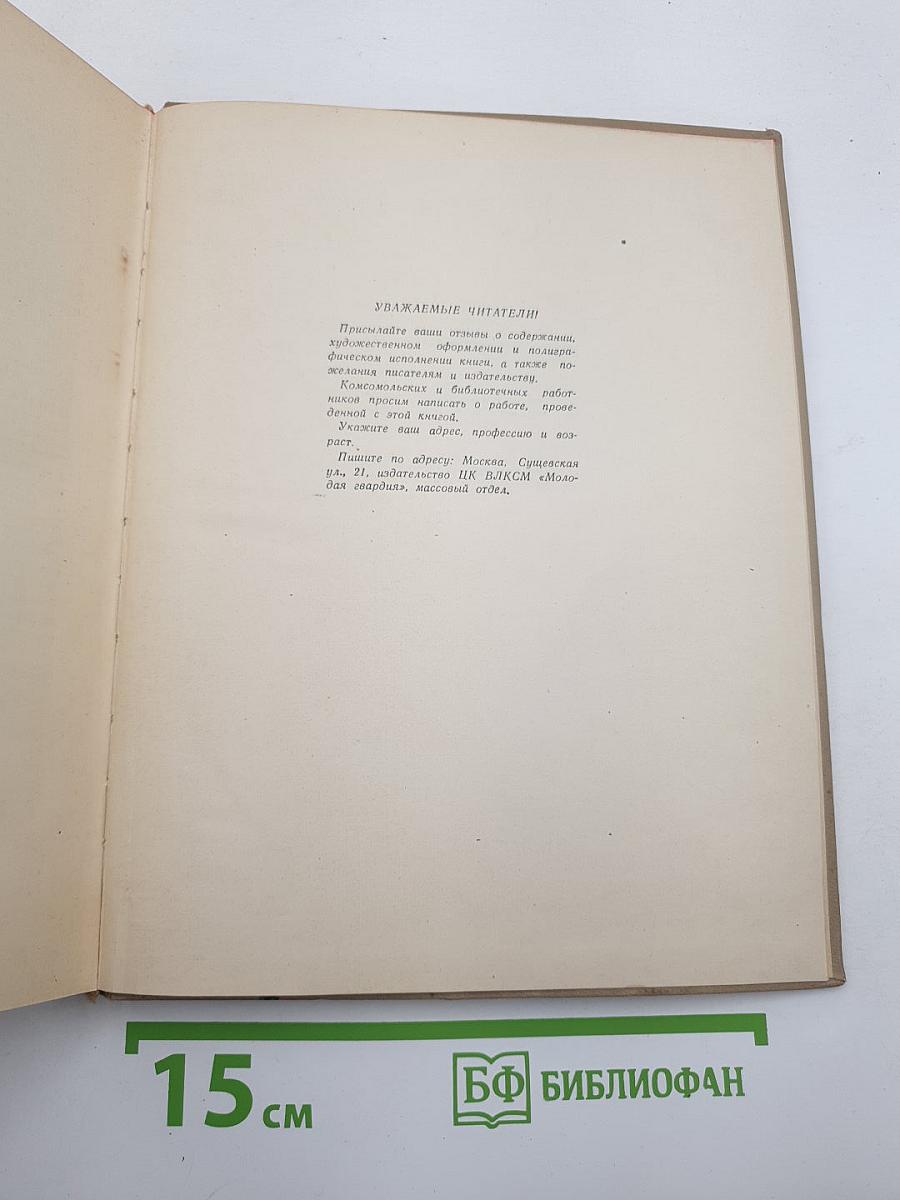 УВАЖАЕМЫЕ ЧИТАТЕЛИ!
Присылайте ваши отзывы о содержании,
художественном оформлении и полигра-
фическом исполнении книги, а также по-
желания писателям и издательству.
Комсомольских и библиотечных работ-
ников просим написать о работе, прове-
денной с этой книгой.
Укажите ваш адрес, профессию и воз-
раст.
Пишите по адресу: Москва, Сущевская
ул., 21, издательство ЦК ВЛКСМ «Моло-
дая гвардия», массовый отдел.
15 см
БФ БИБЛИОФАН